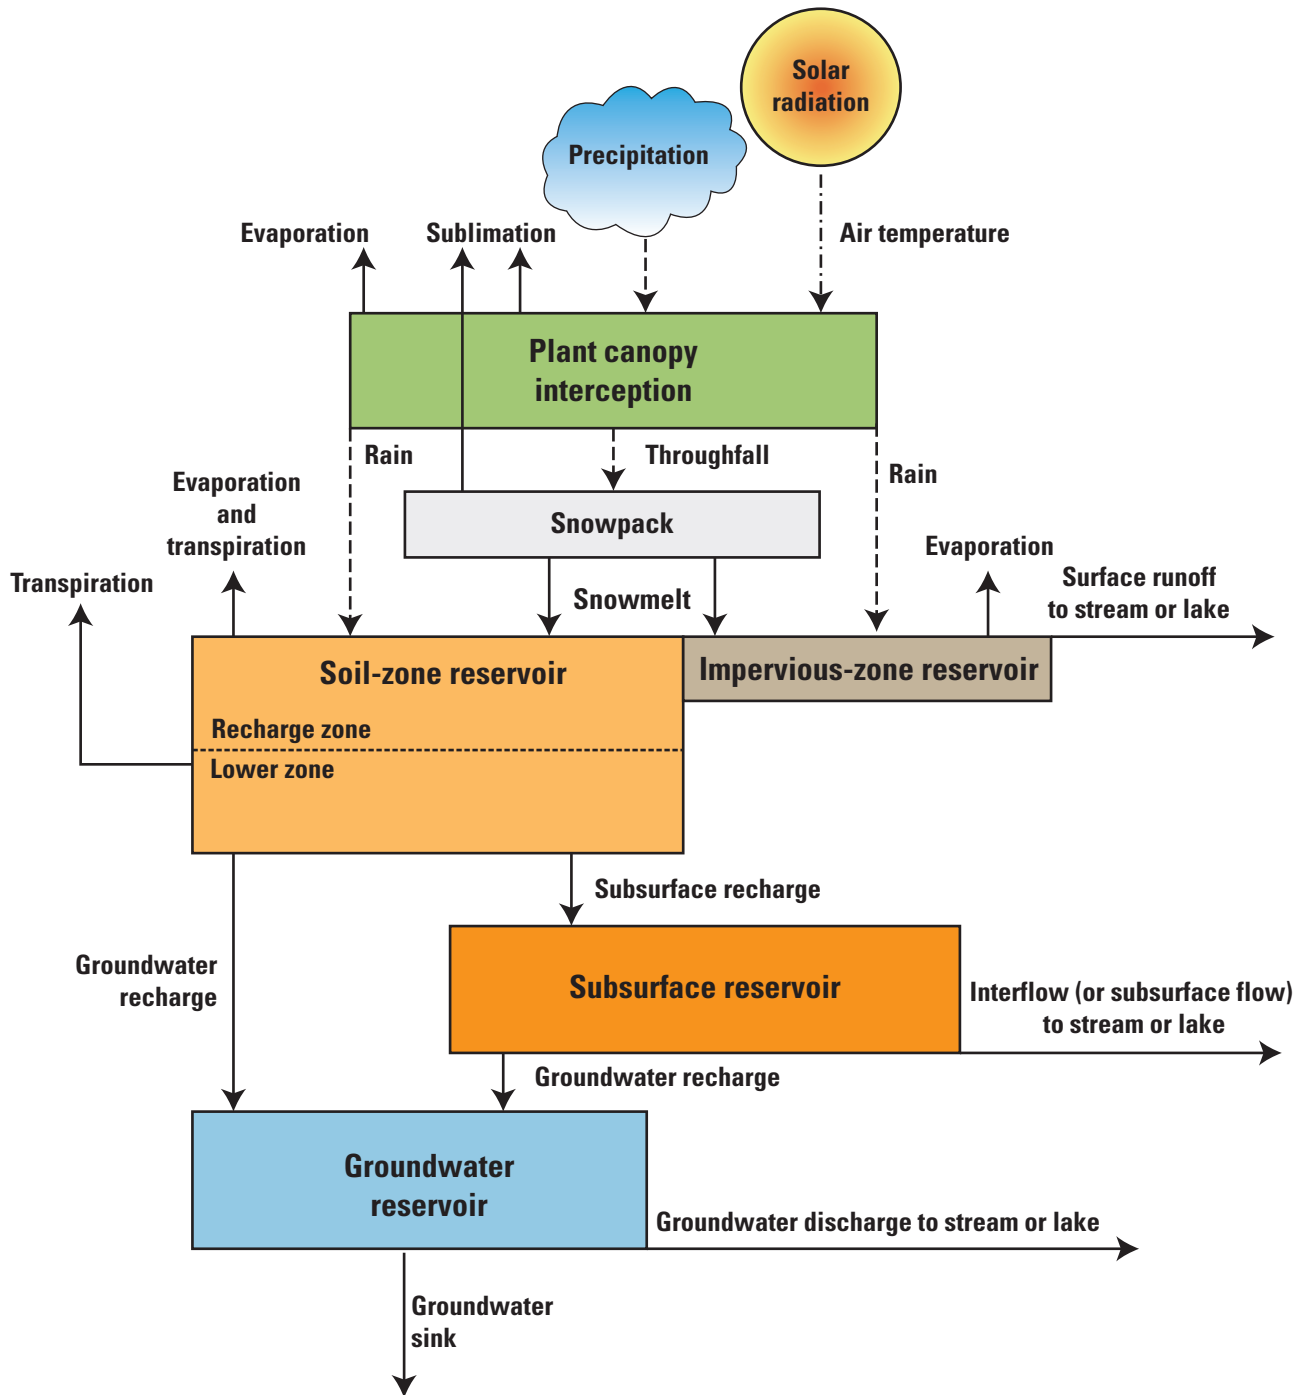 Solar
radiation
Precipitation
Evaporation
Sublimation
Air temperature
Plant canopy
interception
Rain
Throughfall
Rain
Evaporation
and
transpiration
Snowpack
Evaporation
Transpiration
Snowmelt
Surface runoff
to stream or lake
Soil-zone reservoir
Impervious-zone reservoir
Recharge zone
Lower zone
Subsurface recharge
Groundwater
recharge
Subsurface reservoir
Interflow (or subsurface flow)
to stream or lake
Groundwater recharge
Groundwater
reservoir
Groundwater discharge to stream or lake
Groundwater
sink